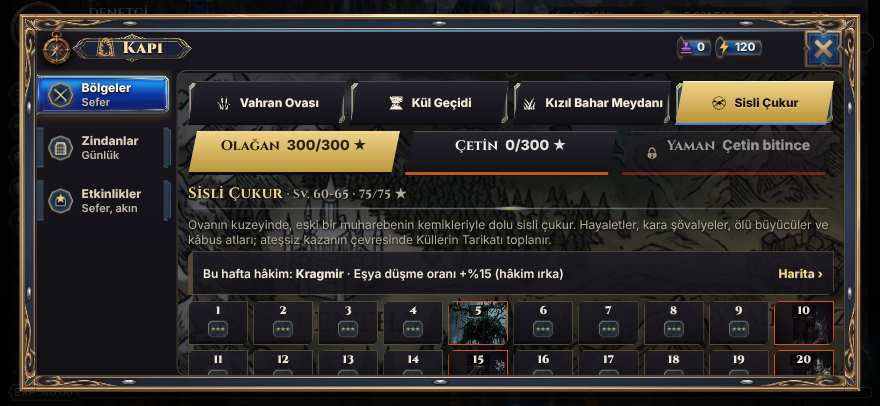 DENETÇİ
KAPI
0
120
Bölgeler
Sefer
Vahran Ovası
Kül Geçidi
Kızıl Bahar Meydanı
Sisli Çukur
Zindanlar
Günlük
OLAĞAN 300/300 ★
ÇETİN 0/300 ★
YAMAN Çetin bitince
Etkinlikler
Sefer, akın
SİSLİ ÇUKUR · SV. 60-65 · 75/75 ★
Ovanın kuzeyinde, eski bir muharebenin kemikleriyle dolu sisli çukur. Hayaletler, kara şövalyeler, ölü büyücüler ve
kâbus atları; ateşsiz kazanın çevresinde Küllerin Tarikatı toplanır.
Bu hafta hâkim: Kragmir · Eşya düşme oranı +%15 (hâkim ırka)
Harita ›
1 2 3 4 5 6 7 8 9 10
11 12 13 14 15 16 17 18 19 20